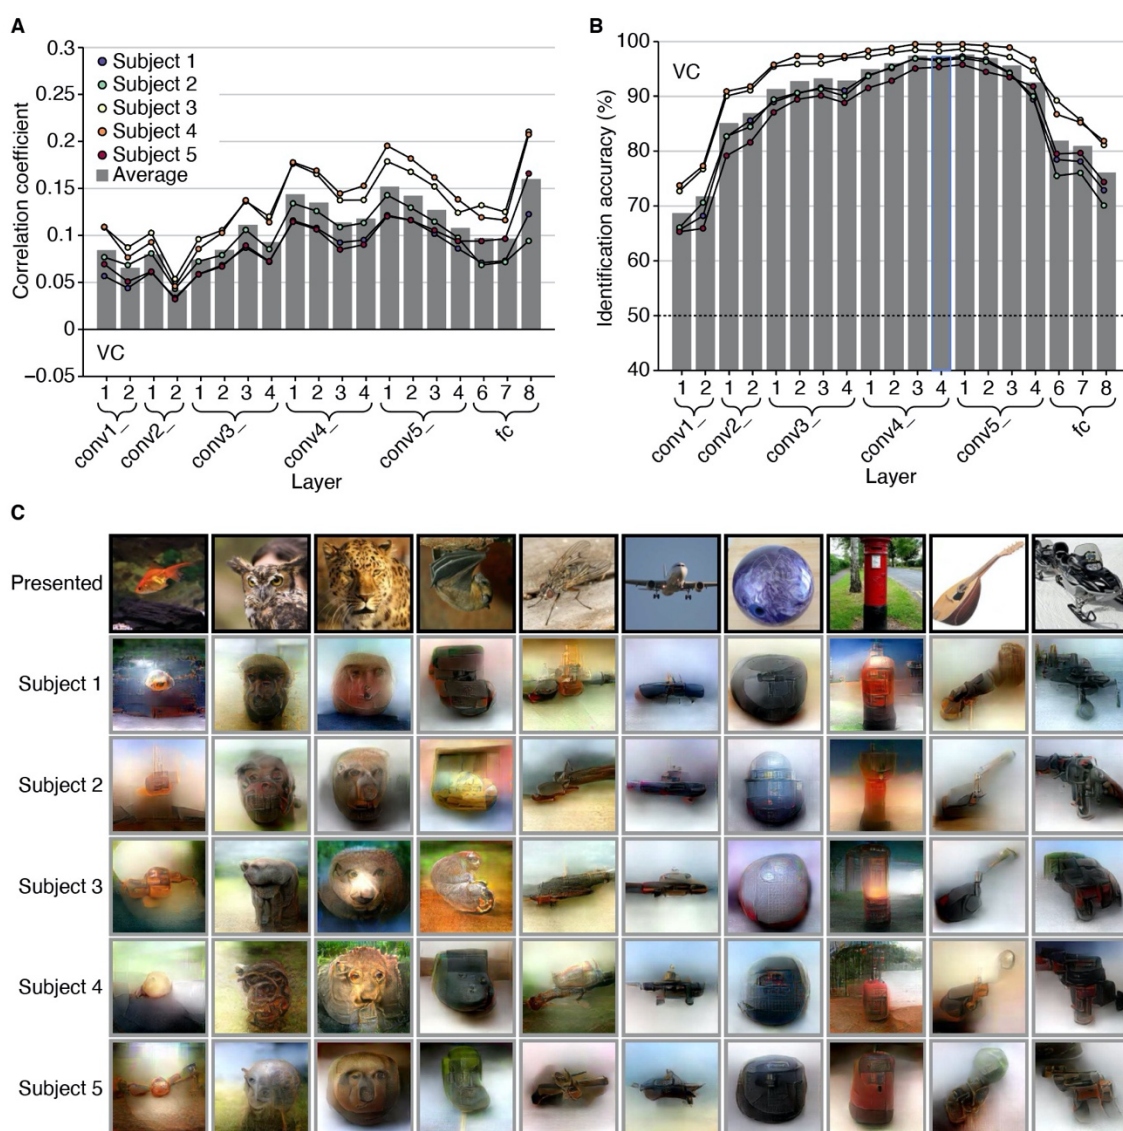 A
0.3
0.25
0.2
0.15
0.1
0.05
0
−0.05
Correlation coefficient
Subject 1
Subject 2
Subject 3
Subject 4
Subject 5
Average
VC
1 2 1 2 1 2 3 4 1 2 3 4 1 2 3 4 6 7 8
conv1_ conv2_ conv3_ conv4_ conv5_ fc
Layer
B
100
90
80
70
60
50
40
Identification accuracy (%)
VC
1 2 1 2 1 2 3 4 1 2 3 4 1 2 3 4 6 7 8
conv1_ conv2_ conv3_ conv4_ conv5_ fc
Layer
C
Presented
Subject 1
Subject 2
Subject 3
Subject 4
Subject 5